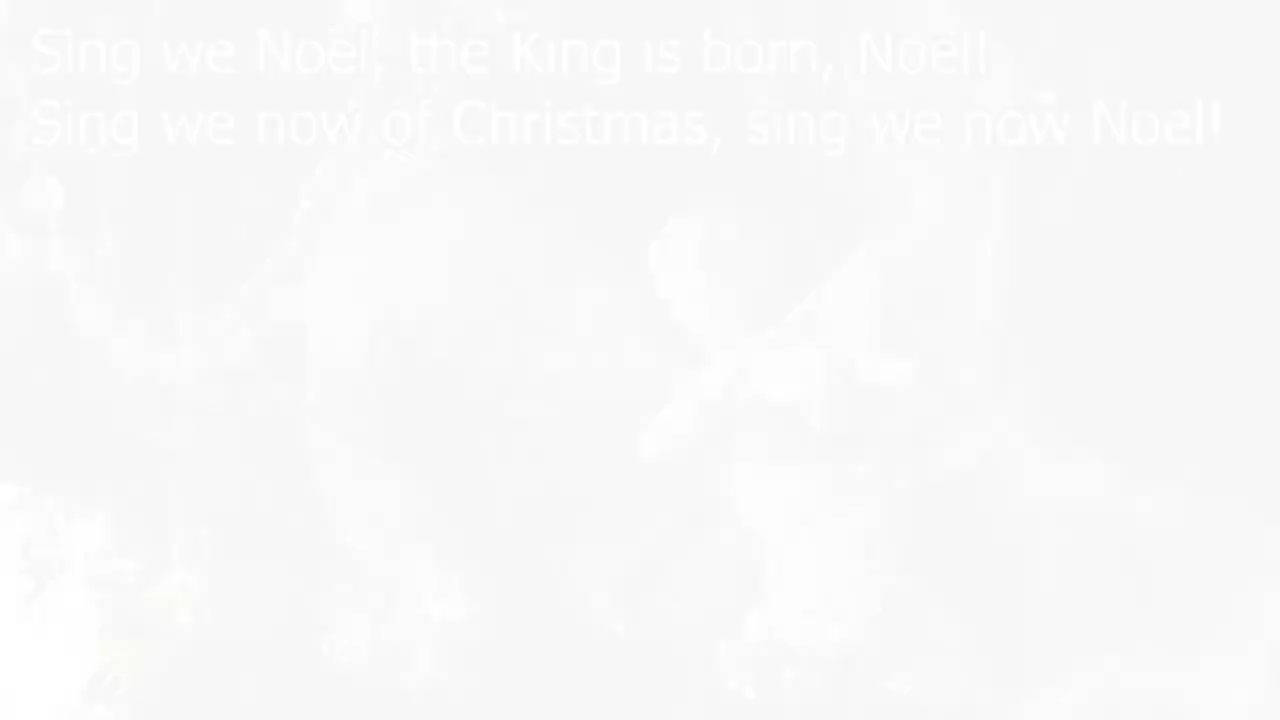 Sing we Noel, the King is born, Noel!
Sing we now of Christmas, sing we now Noel!